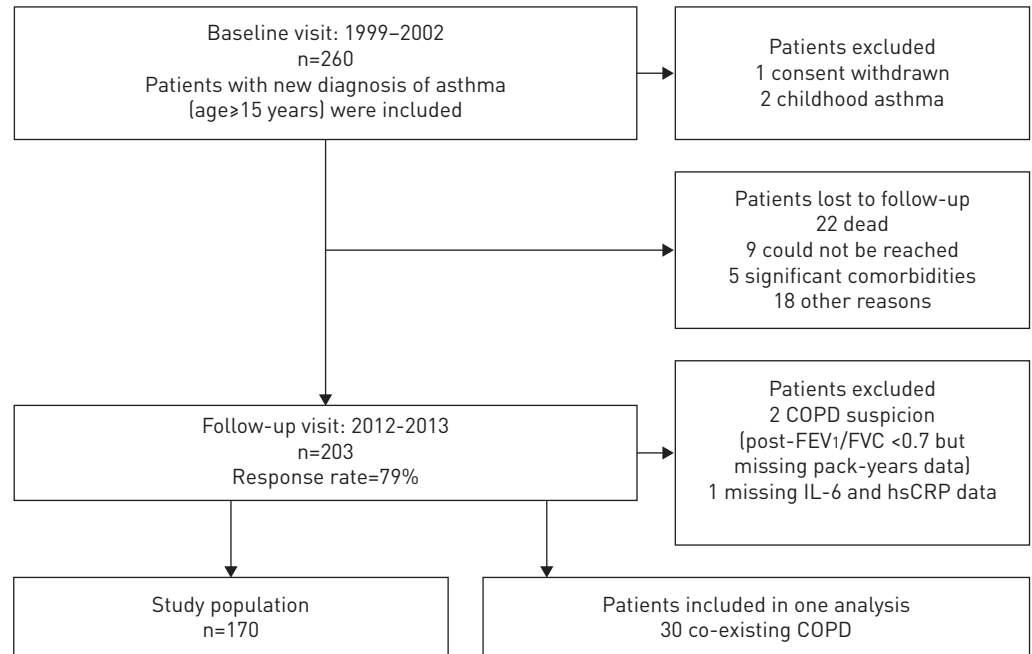 Baseline visit: 1999–2002
n=260
Patients with new diagnosis of asthma
(age⩾15 years) were included
Patients excluded
1 consent withdrawn
2 childhood asthma
Patients lost to follow-up
22 dead
9 could not be reached
5 significant comorbidities
18 other reasons
Follow-up visit: 2012-2013
n=203
Response rate=79%
Patients excluded
2 COPD suspicion
(post-FEV1/FVC <0.7 but
missing pack-years data)
1 missing IL-6 and hsCRP data
Study population
n=170
Patients included in one analysis
30 co-existing COPD